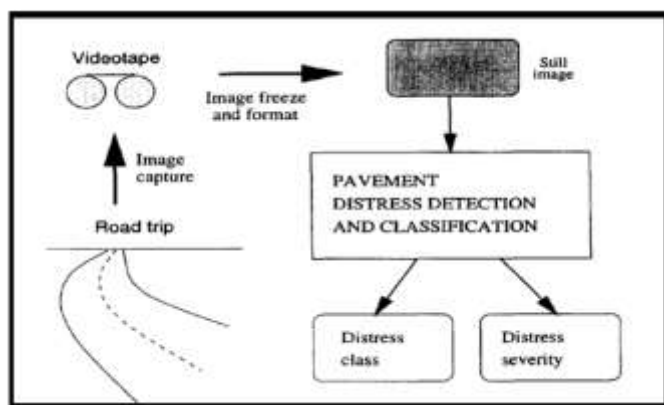 Videotape
Image freeze
and format
Still
image
Image
capture
Road trip
PAVEMENT
DISTRESS DETECTION
AND CLASSIFICATION
Distress
class
Distress
severity